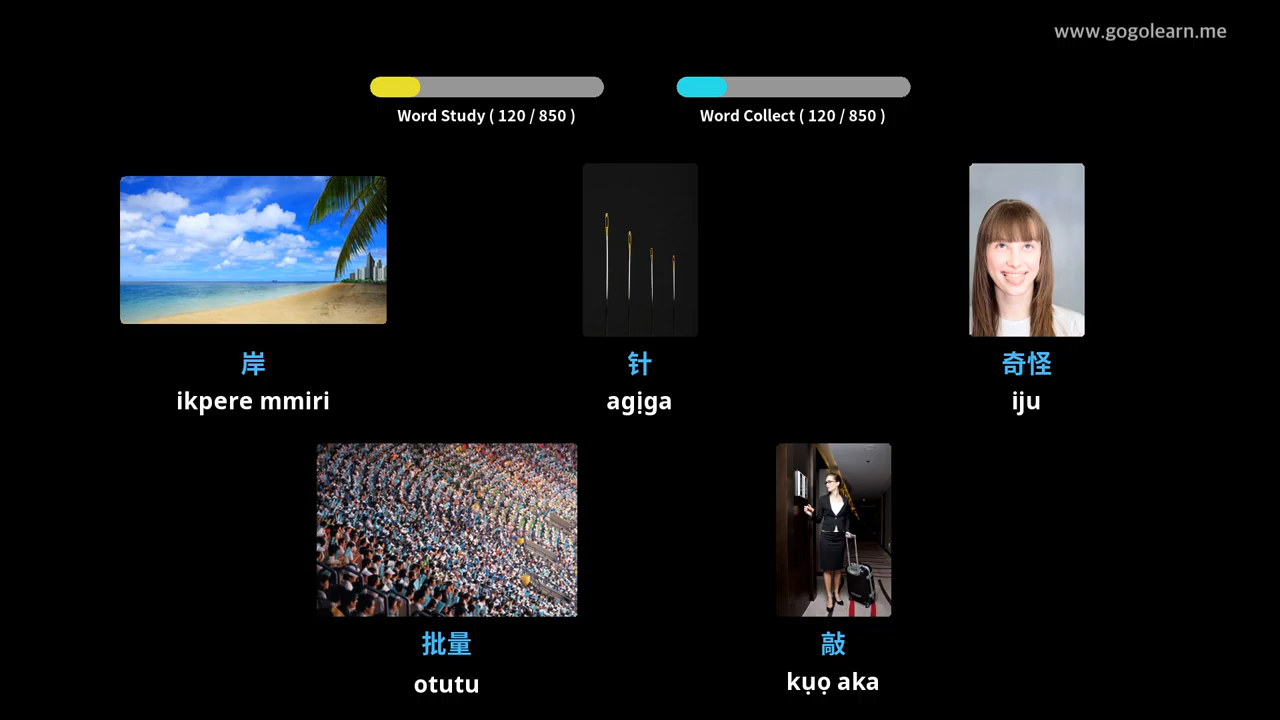 www.gogolearn.me
Word Study ( 120 / 850 )
Word Collect ( 120 / 850 )
岸
ikpere mmiri
针
agịga
奇怪
iju
批量
otutu
敲
kụọ aka